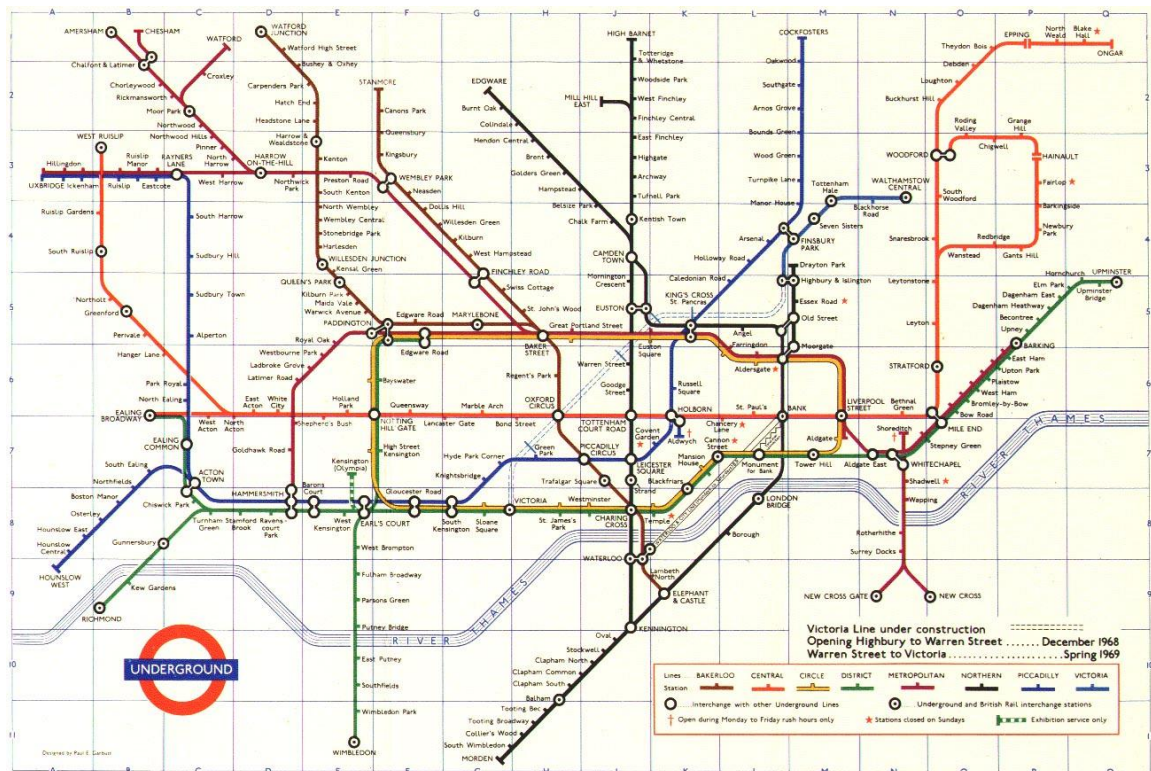 A B C D E F G H J K L M N O P Q
1
2
3
4
5
6
7
8
9
10
11
AMERSHAM
CHESHAM
Chalfont & Latimer
WATFORD
Croxley
Chorleywood
Rickmansworth
Moor Park
Northwood
Northwood Hills
Pinner
North
Harrow
HARROW
ON-THE-HILL
WATFORD
JUNCTION
Watford High Street
Bushey & Oxhey
Carpenders Park
Hatch End
Headstone Lane
Harrow &
Wealdstone
Kenton
Northwick
Park
Preston Road
South Kenton
North Wembley
Wembley Central
Stonebridge Park
Harlesden
WILLESDEN JUNCTION
Kensal Green
QUEEN'S PARK
Kilburn Park
Maida Vale
Warwick Avenue
PADDINGTON
STANMORE
Canons Park
Queensbury
Kingsbury
WEMBLEY PARK
Neasden
Dollis Hill
Willesden Green
Kilburn
West Hampstead
FINCHLEY ROAD
Swiss Cottage
St. John's Wood
EDGWARE
Burnt Oak
Colindale
Hendon Central
Brent
Golders Green
Hampstead
Belsize Park
Chalk Farm
HIGH BARNET
Totteridge
& Whetstone
Woodside Park
MILL HILL
EAST
West Finchley
Finchley Central
East Finchley
Highgate
Archway
Tufnell Park
Kentish Town
CAMDEN
TOWN
Mornington
Crescent
EUSTON
COCKFOSTERS
Oakwood
Southgate
Arnos Grove
Bounds Green
Wood Green
Turnpike Lane
Manor House
Tottenham
Hale
WALTHAMSTOW
CENTRAL
Blackhorse
Road
Seven Sisters
FINSBURY
PARK
Arsenal
Holloway Road
Caledonian Road
KING'S CROSS
St. Pancras
Drayton Park
Highbury & Islington
Essex Road
Old Street
Moorgate
Angel
EPPING
North
Weald
Blake
Hall
ONGAR
Theydon Bois
Debden
Loughton
Buckhurst Hill
Roding
Valley
Grange
Hill
Chigwell
WOODFORD
HAINAULT
Fairlop
Barkingside
Newbury
Park
South
Woodford
Snaresbrook
Redbridge
Wanstead
Gants Hill
Leytonstone
Leyton
STRATFORD
UPMINSTER
Upminster
Bridge
Hornchurch
Elm Park
Dagenham East
Dagenham Heathway
Becontree
Upney
BARKING
East Ham
Upton Park
Plaistow
West Ham
Bromley-by-Bow
Bow Road
MILE END
Stepney Green
WEST RUISLIP
Hillingdon
Ruislip
Manor
RAYNERS
LANE
UXBRIDGE
Ickenham
Ruislip
Eastcote
West Harrow
Ruislip Gardens
South Ruislip
Northolt
Greenford
Perivale
Hanger Lane
South Harrow
Sudbury Hill
Sudbury Town
Alperton
Park Royal
North Ealing
EALING
BROADWAY
EALING
COMMON
West
Acton
North
Acton
East
Acton
White
City
Shepherd's Bush
Holland
Park
Royal Oak
Westbourne Park
Ladbroke Grove
Latimer Road
Goldhawk Road
Edgware Road
MARYLEBONE
Edgware Road
Bayswater
BAKER
STREET
Great Portland Street
Euston
Square
Warren Street
Regent's Park
Goodge
Street
Russell
Square
Farringdon
Aldersgate
NOTTING
HILL GATE
Queensway
Lancaster Gate
Marble Arch
Bond Street
OXFORD
CIRCUS
TOTTENHAM
COURT ROAD
HOLBORN
Chancery
Lane
St. Paul's
BANK
LIVERPOOL
STREET
Bethnal
Green
Shoreditch
Aldgate
Aldgate East
WHITECHAPEL
Shadwell
Wapping
Rotherhithe
Surrey Docks
NEW CROSS GATE
NEW CROSS
Aldwych
Covent
Garden
Cannon
Street
Mansion
House
Monument
for Bank
Tower Hill
LONDON
BRIDGE
Borough
High Street
Kensington
Kensington
(Olympia)
Hyde Park Corner
Knightsbridge
Green
Park
PICCADILLY
CIRCUS
LEICESTER
SQUARE
Trafalgar Square
Strand
Blackfriars
Temple
CHARING
CROSS
Westminster
St. James's
Park
VICTORIA
Sloane
Square
South
Kensington
Gloucester Road
EARL'S COURT
West
Kensington
Barons
Court
HAMMERSMITH
Ravens-
court Park
Stamford
Brook
Turnham
Green
Chiswick Park
ACTON
TOWN
South Ealing
Northfields
Boston Manor
Osterley
Hounslow East
Hounslow
Central
HOUNSLOW
WEST
Gunnersbury
Kew Gardens
RICHMOND
West Brompton
Fulham Broadway
Parsons Green
Putney Bridge
East Putney
Southfields
Wimbledon Park
WIMBLEDON
WATERLOO
Lambeth
North
ELEPHANT
& CASTLE
KENNINGTON
Oval
Stockwell
Clapham North
Clapham Common
Clapham South
Balham
Tooting Bec
Tooting Broadway
Collier's Wood
South Wimbledon
MORDEN
RIVER THAMES
RIVER THAMES
UNDERGROUND
Victoria Line under construction
Opening Highbury to Warren Street ....... December 1968
Warren Street to Victoria ....................... Spring 1969
Lines ... BAKERLOO CENTRAL CIRCLE DISTRICT METROPOLITAN NORTHERN PICCADILLY VICTORIA
Station
Interchange with other Underground Lines
Underground and British Rail interchange stations
† Open during Monday to Friday rush hours only
★ Stations closed on Sundays
Exhibition service only
Designed by Paul E. Garbutt